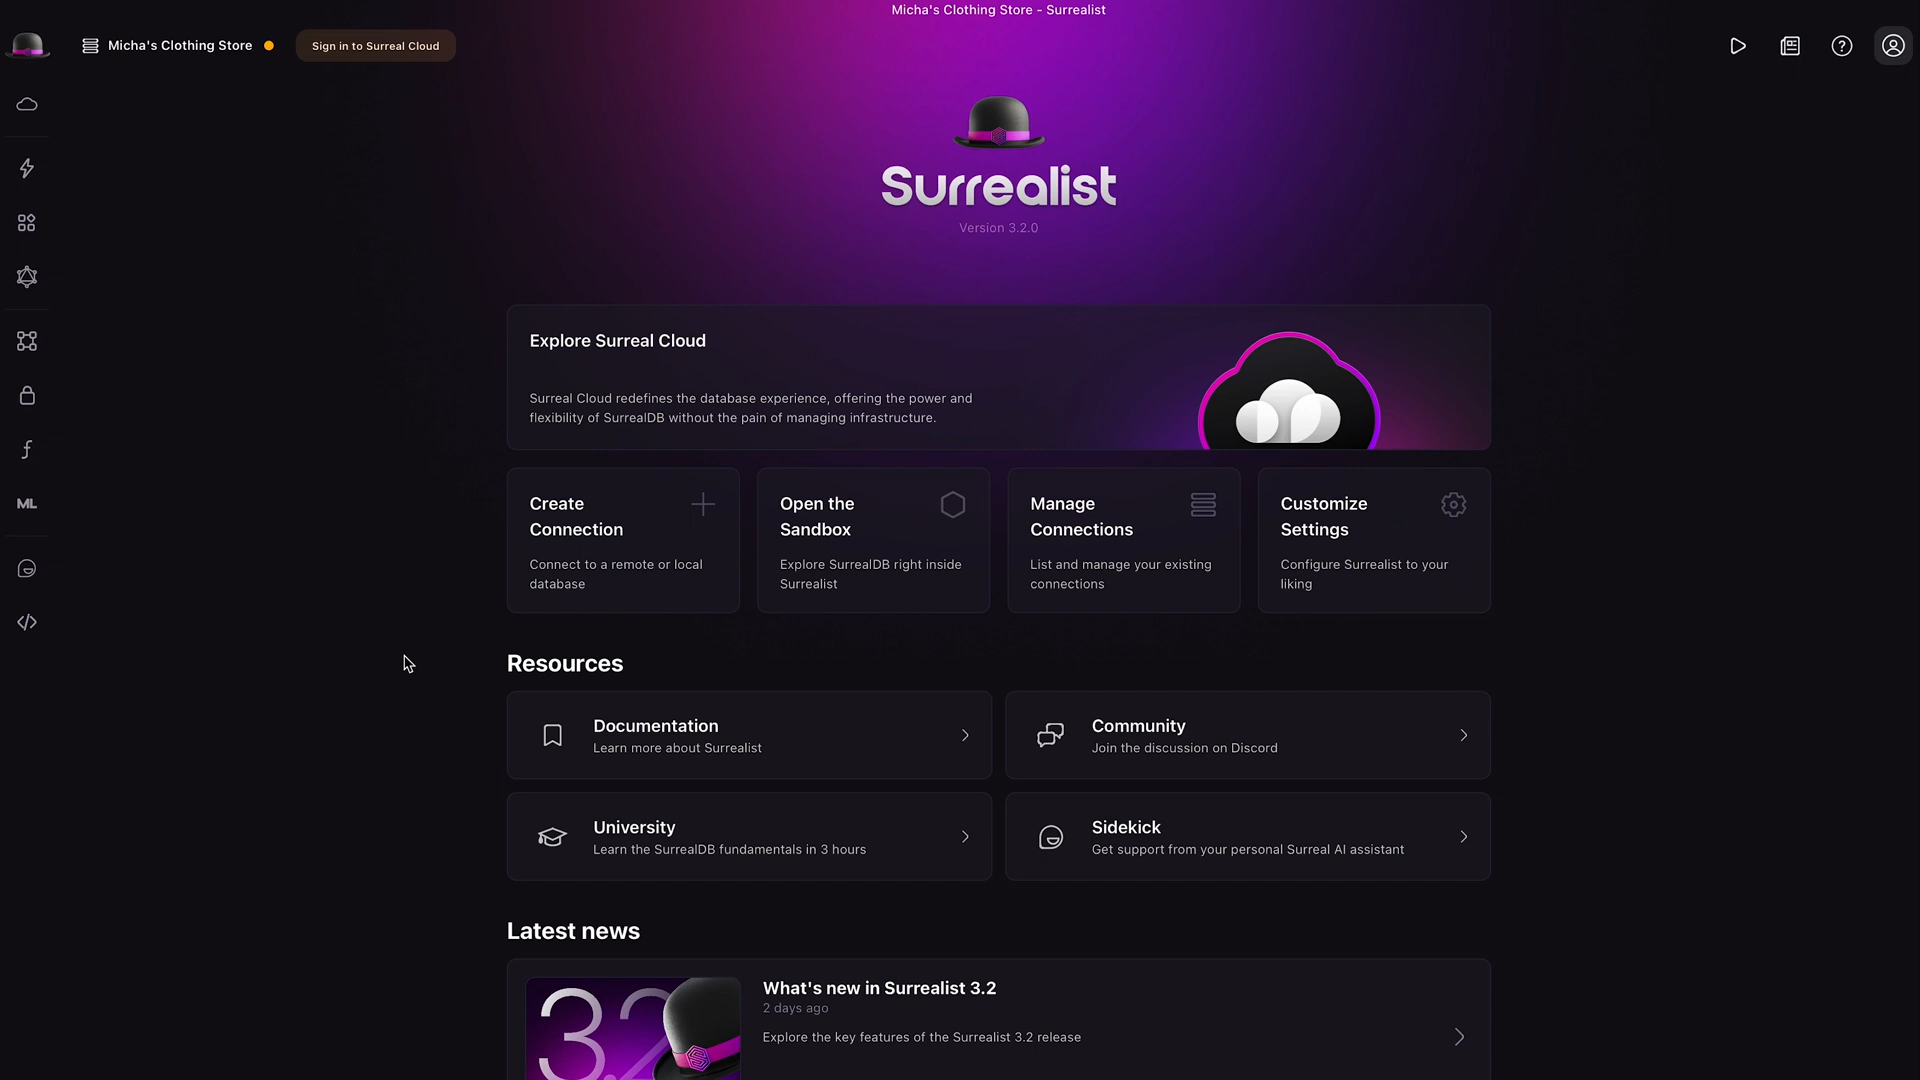 Micha's Clothing Store - Surrealist
Micha's Clothing Store
Sign in to Surreal Cloud
Surrealist
Version 3.2.0
Explore Surreal Cloud
Surreal Cloud redefines the database experience, offering the power and
flexibility of SurrealDB without the pain of managing infrastructure.
Create
Connection
Connect to a remote or local
database
Open the
Sandbox
Explore SurrealDB right inside
Surrealist
Manage
Connections
List and manage your existing
connections
Customize
Settings
Configure Surrealist to your
liking
ML
Resources
Documentation
Learn more about Surrealist
Community
Join the discussion on Discord
University
Learn the SurrealDB fundamentals in 3 hours
Sidekick
Get support from your personal Surreal AI assistant
Latest news
3.2
What's new in Surrealist 3.2
2 days ago
Explore the key features of the Surrealist 3.2 release